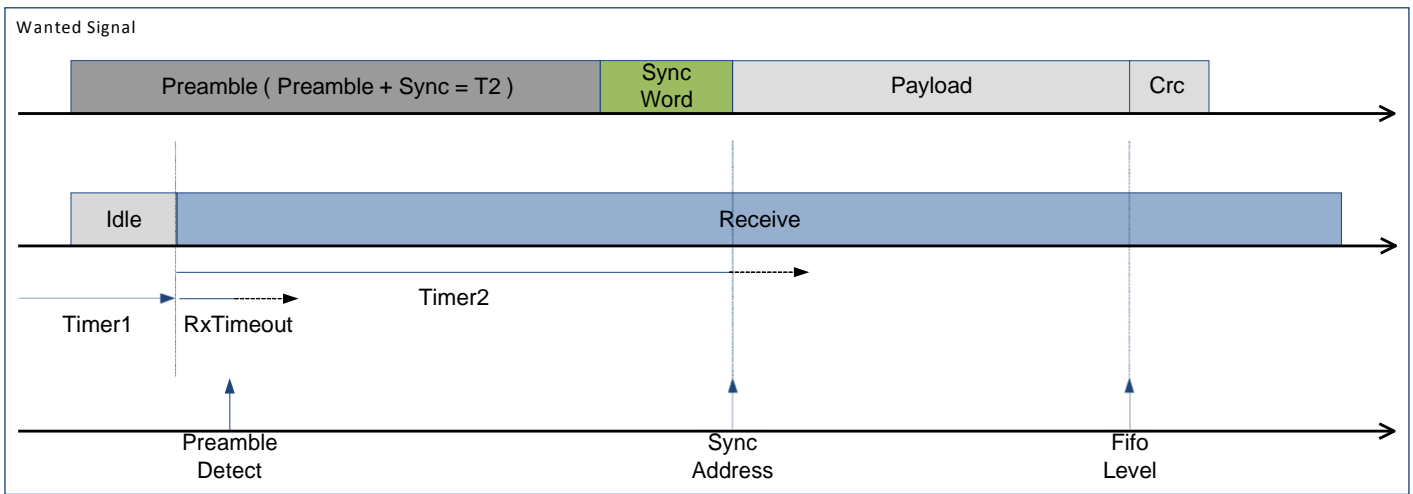 Wanted Signal
Preamble ( Preamble + Sync = T2 )
Sync
Word
Payload
Crc
Idle
Receive
Timer2
Timer1
RxTimeout
Preamble
Detect
Sync
Address
Fifo
Level